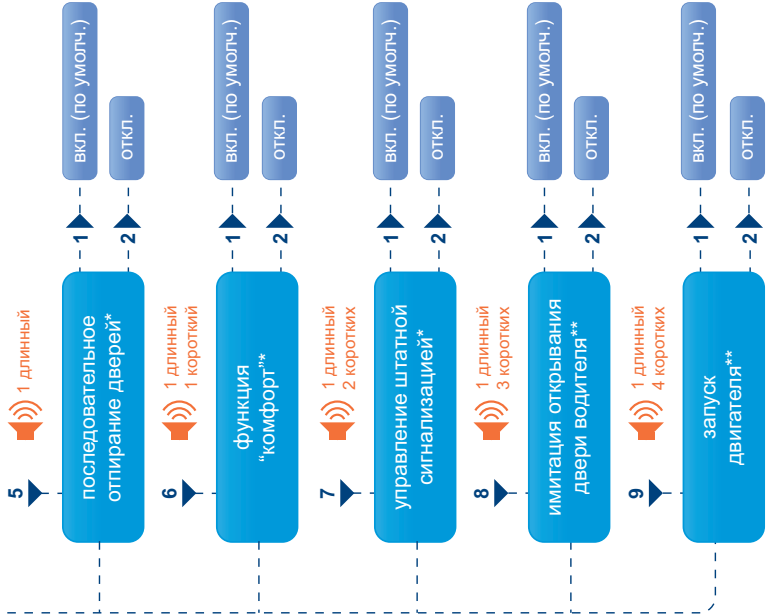 5
1 длинный
последовательное
отпирание дверей*
1
вкл. (по умолч.)
2
откл.
6
1 длинный
1 короткий
функция
“комфорт”*
1
вкл. (по умолч.)
2
откл.
7
1 длинный
2 коротких
управление штатной
сигнализацией*
1
вкл. (по умолч.)
2
откл.
8
1 длинный
3 коротких
имитация открывания
двери водителя**
1
вкл. (по умолч.)
2
откл.
9
1 длинный
4 коротких
запуск
двигателя**
1
вкл. (по умолч.)
2
откл.